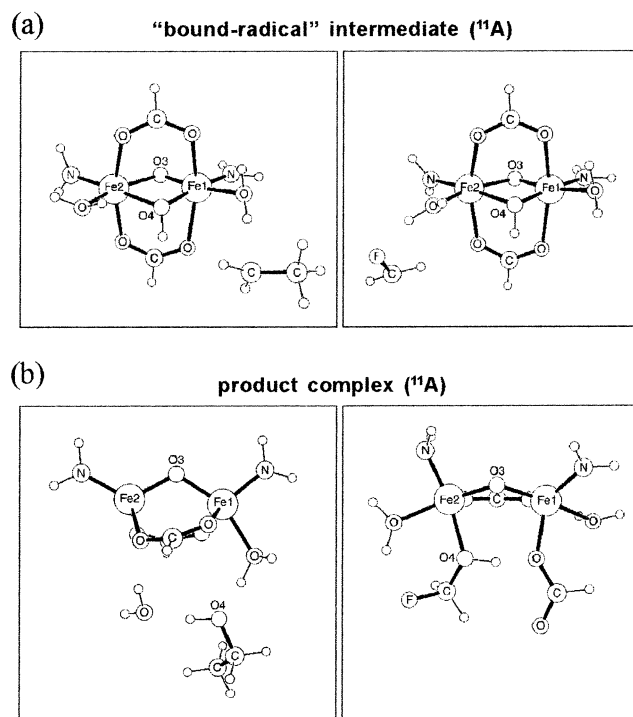 (a)
“bound-radical” intermediate (¹¹A)
C
O O
O3
N Fe2 Fe1 N
O O
O4
O O
C
C C
C
O O
O3
N Fe2 Fe1 N
O O
O4
F O O
C C
(b)
product complex (¹¹A)
O3
N N
Fe2 Fe1
O
O C
O
O O4
C
C
N O3 N
Fe2 C Fe1
O O
O4 O
C C
F O